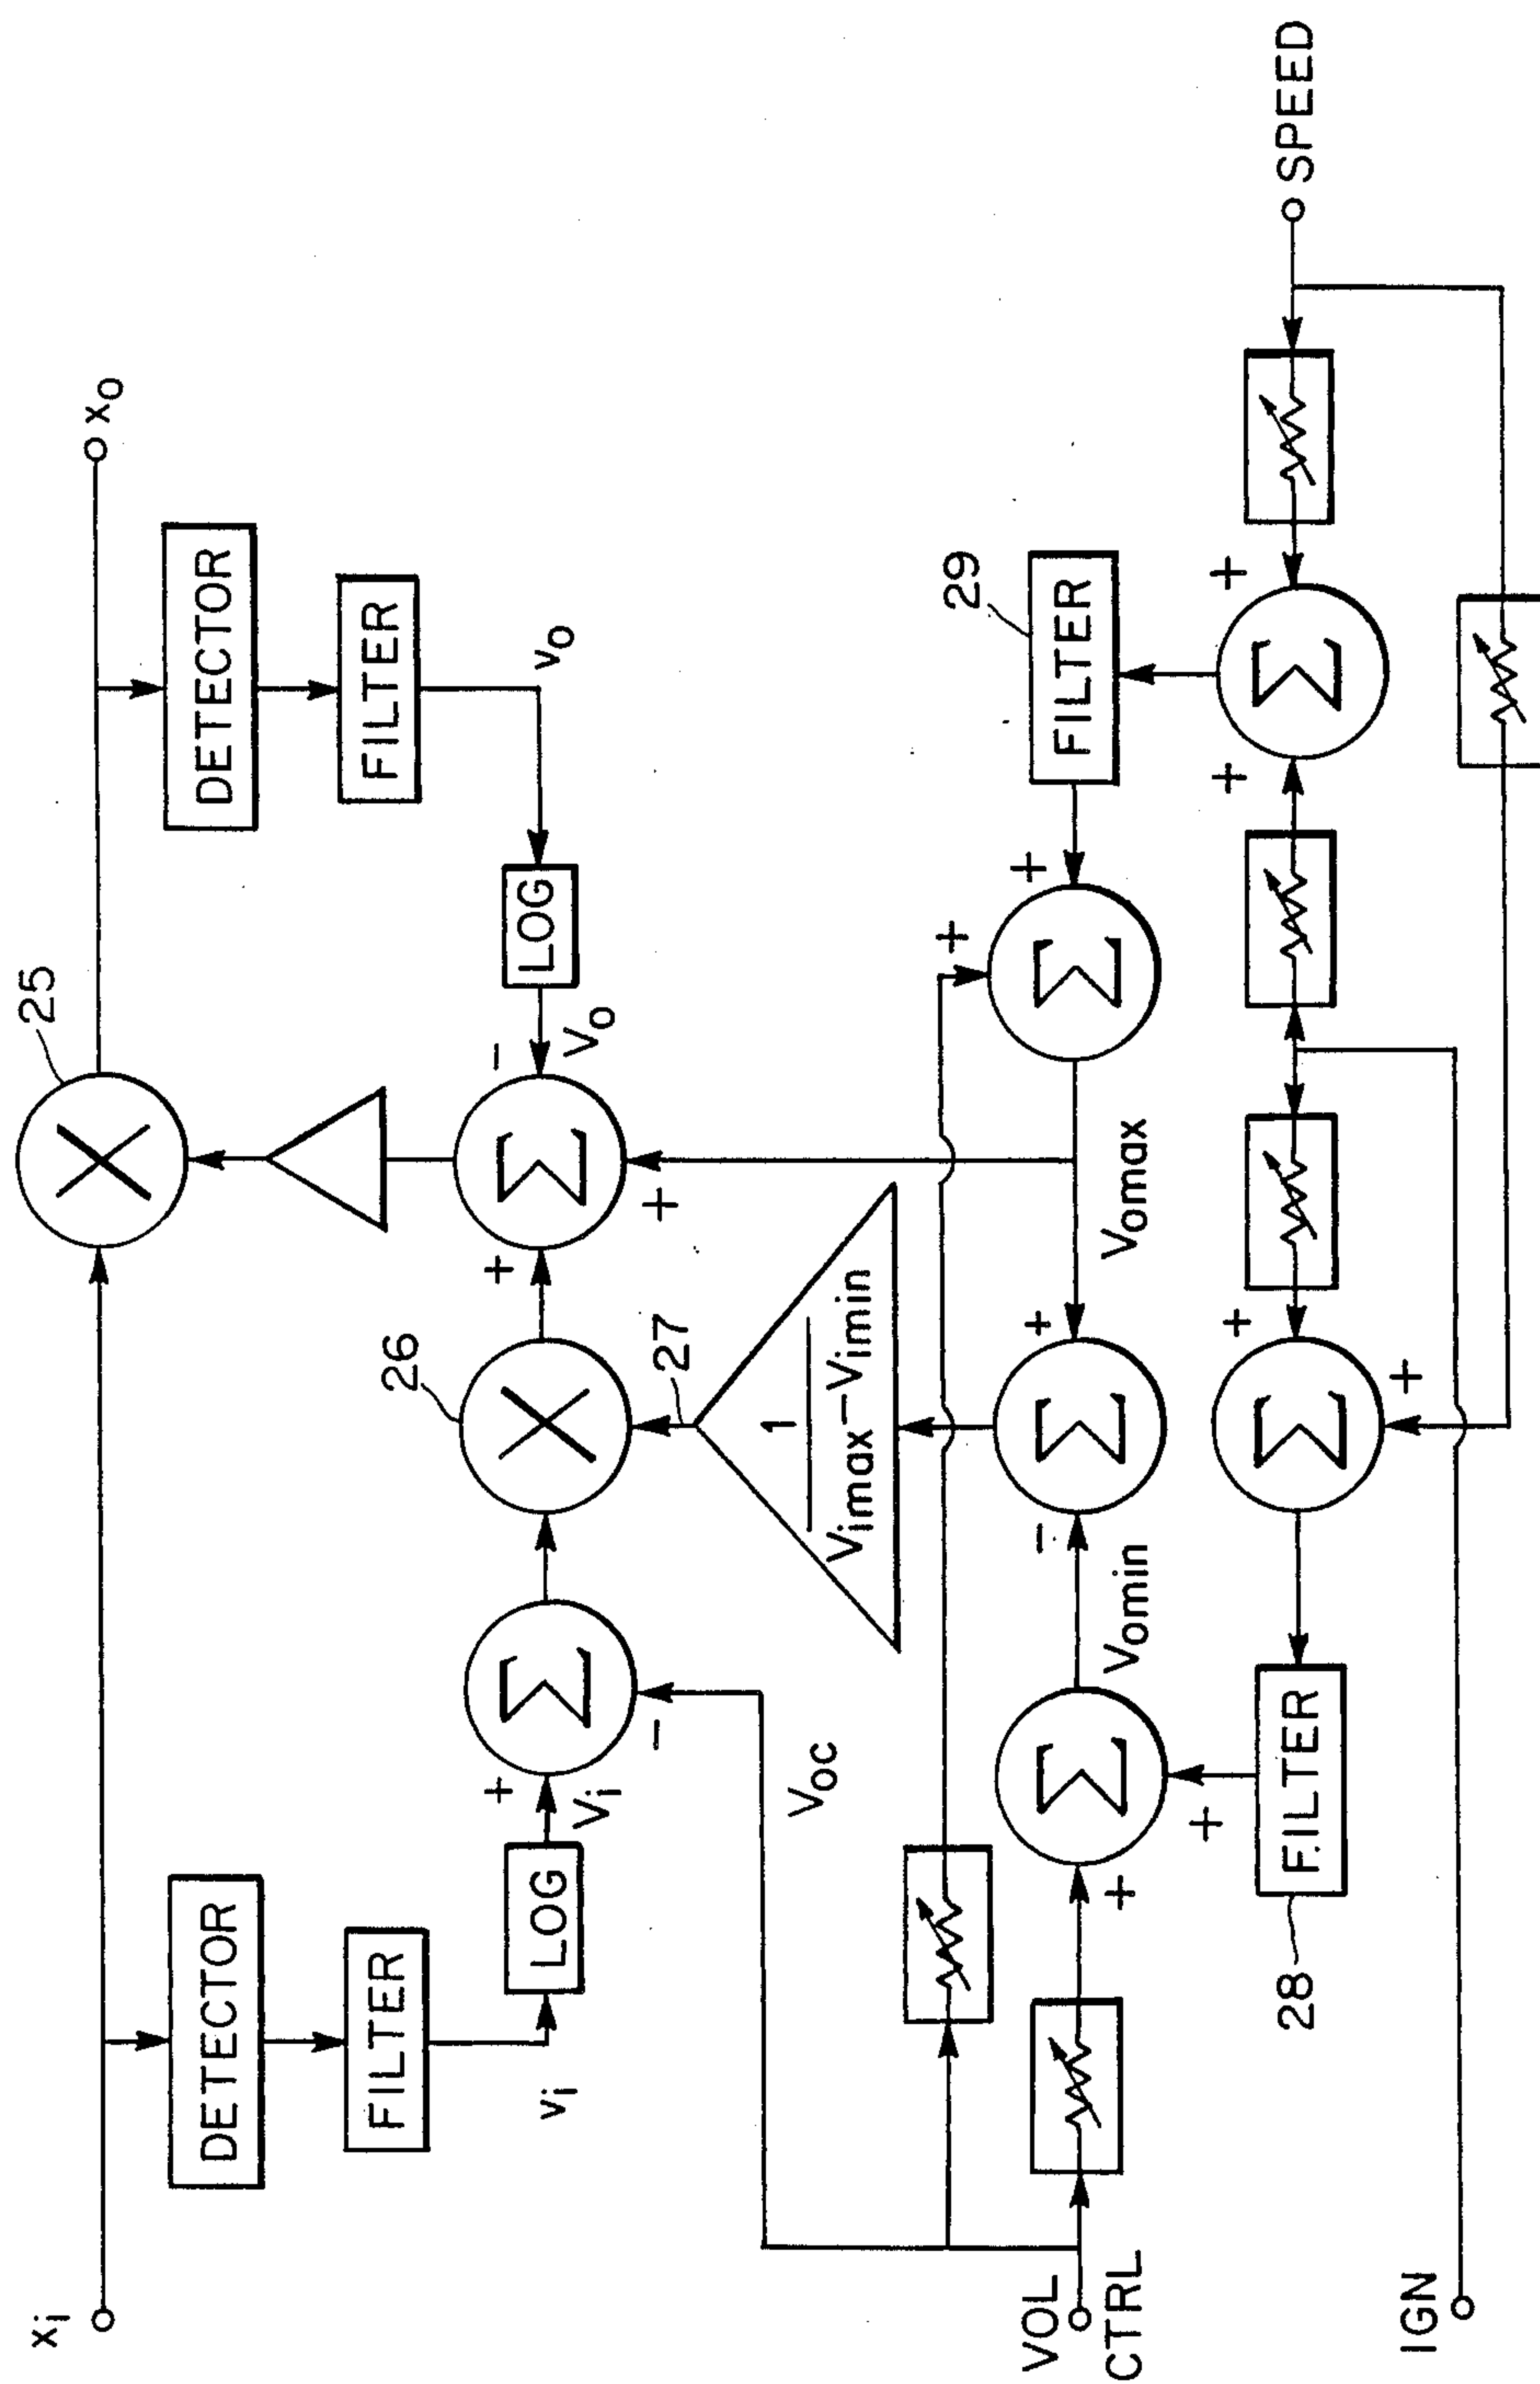 xi
xo
25
DETECTOR
DETECTOR
FILTER
FILTER
vi
vo
LOG
LOG
+
Vi
Σ
-
26
X
+
Σ
-
Vo
+
X
27
1
Vimax-Vimin
Voc
29
FILTER
+
+
Σ
Vomax
+
Σ
-
Vomin
Σ
+
+
VOL
CTRL
28
F.ILTER
Σ
+
+
+
Σ
+
SPEED
IGN